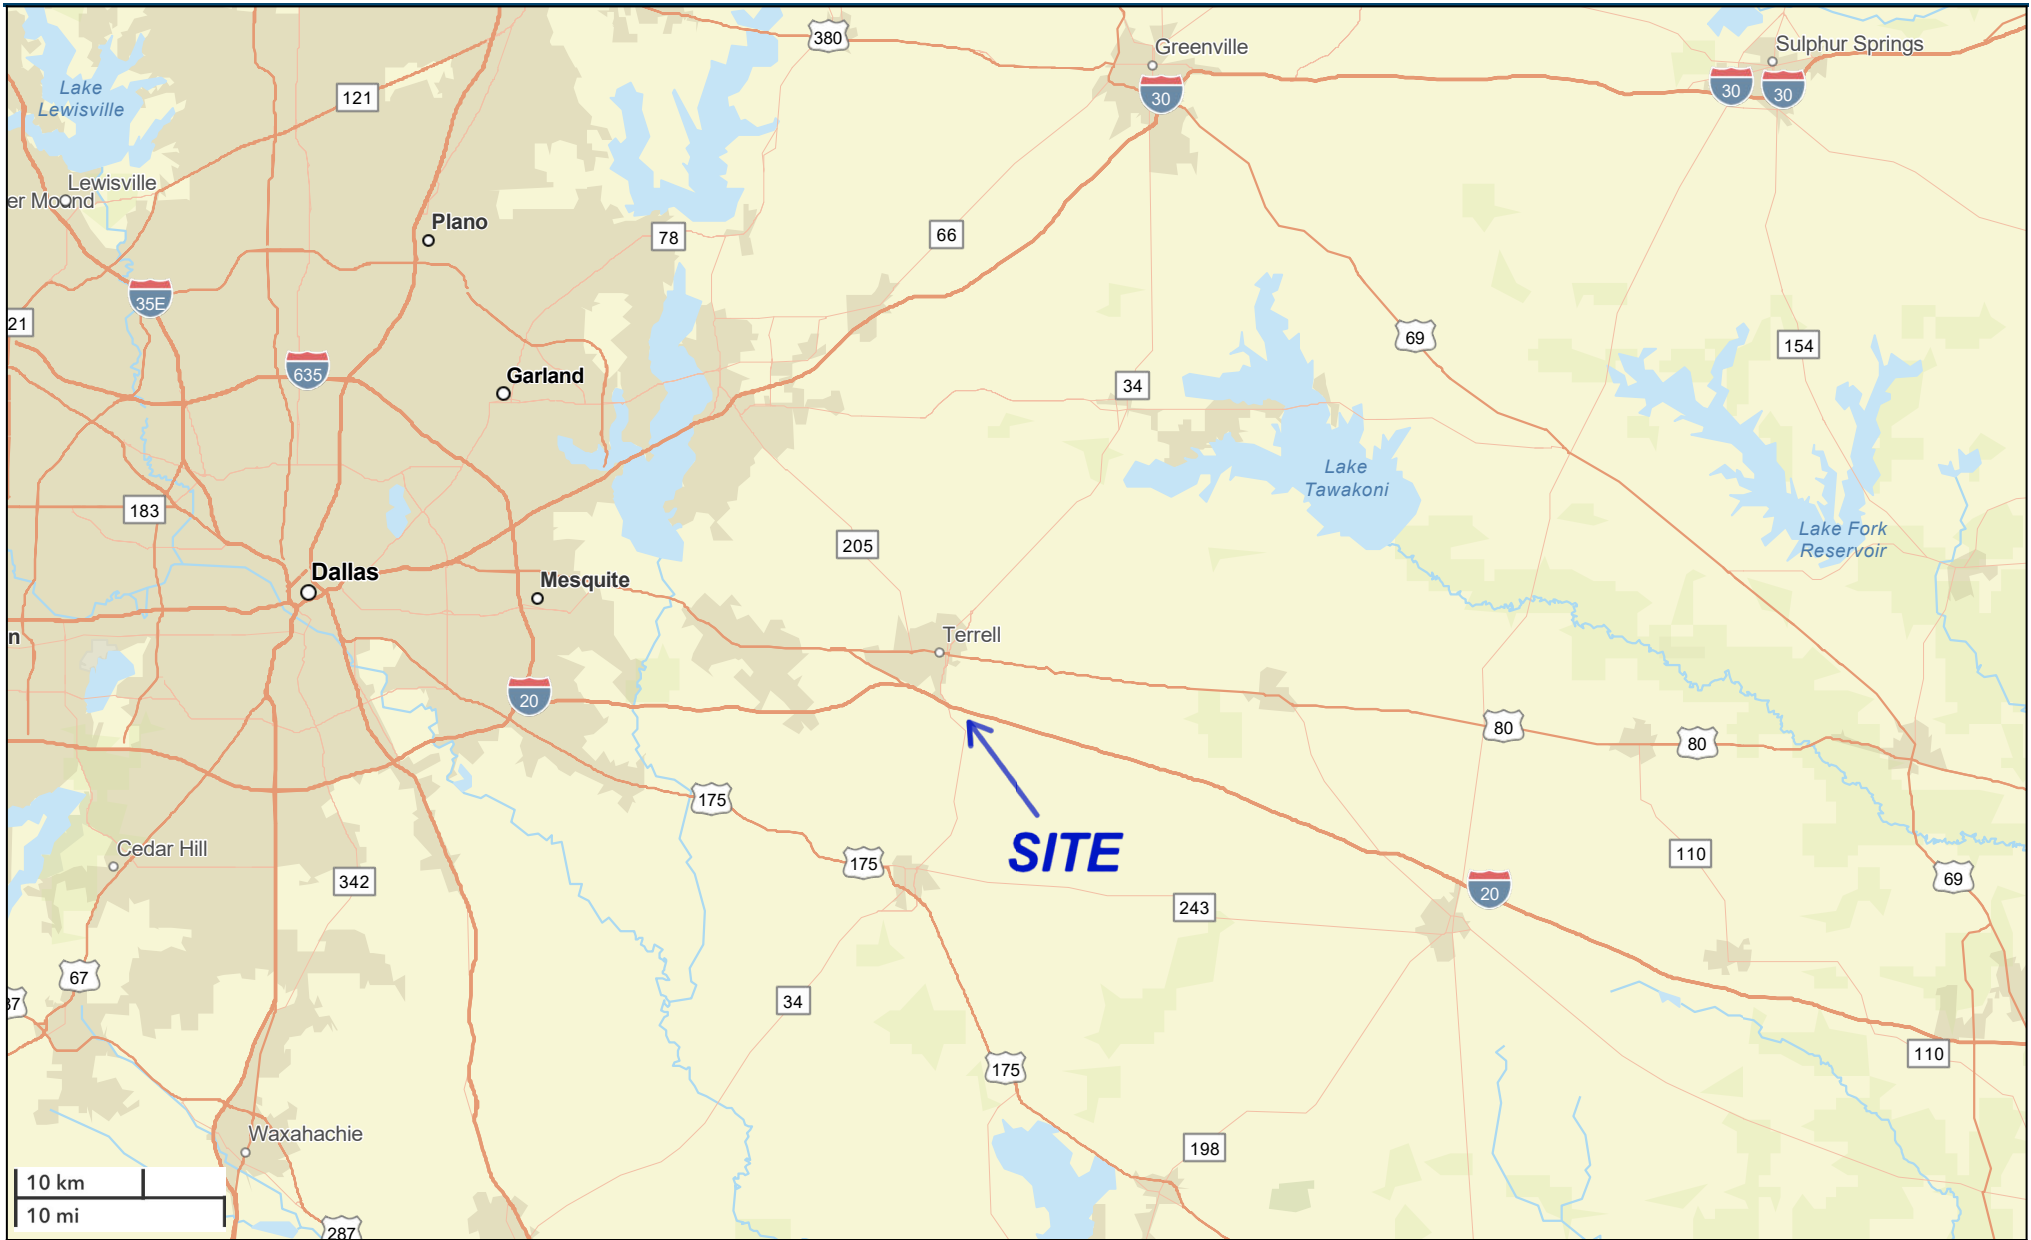 380
Greenville
Sulphur Springs
Lake
Lewisville
121
30
30
30
Lewisville
er Mound
Plano
78
66
35E
21
69
154
635
Garland
34
Lake
Tawakoni
183
Lake Fork
Reservoir
205
Dallas
Mesquite
n
Terrell
20
80
80
175
SITE
Cedar Hill
175
110
342
20
69
243
67
37
34
110
175
Waxahachie
198
10 km
10 mi
287